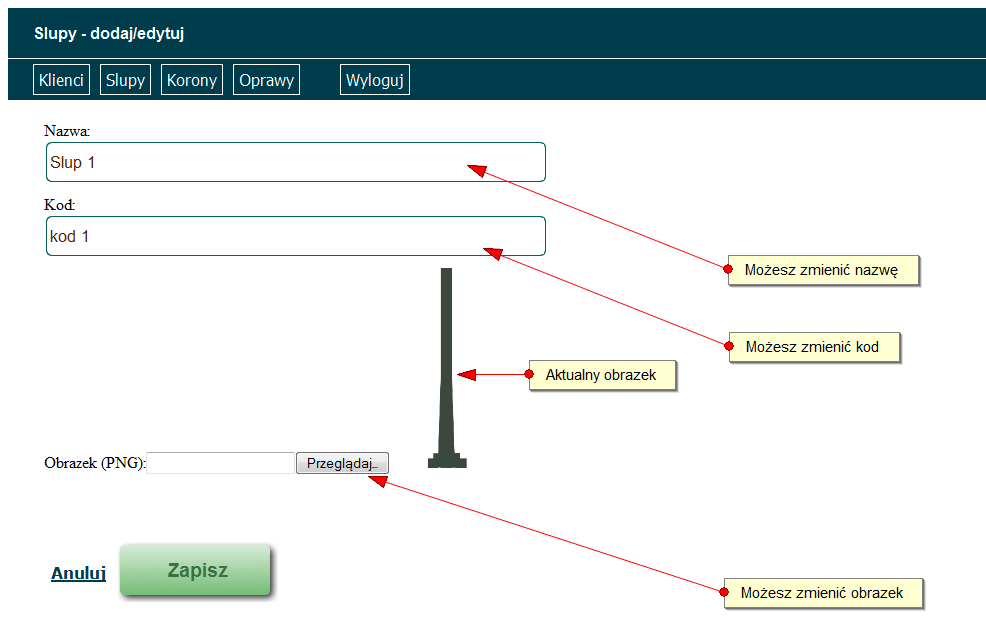 Slupy - dodaj/edytuj
Klienci Slupy Korony Oprawy Wyloguj
Nazwa:
Slup 1
Kod:
kod 1
Możesz zmienić nazwę
Możesz zmienić kod
Aktualny obrazek
Obrazek (PNG): Przeglądaj...
Anuluj Zapisz
Możesz zmienić obrazek